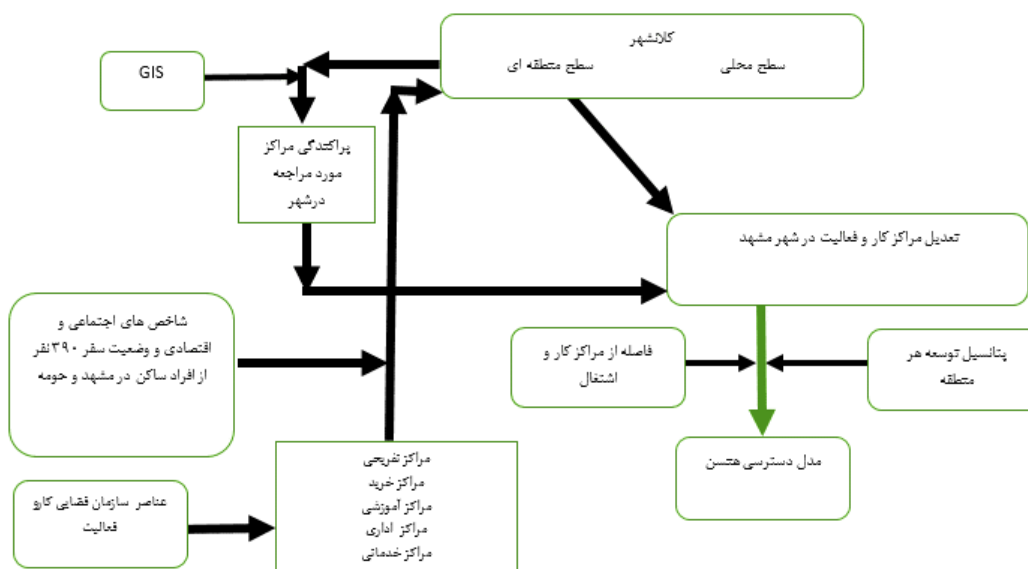 کلانشهر
سطح محلی سطح منطقه ای
GIS
پراکندگی مراکز
مورد مراجعه
درشهر
تعدیل مراکز کار و فعالیت در شهر مشهد
شاخص های اجتماعی و
اقتصادی و وضعیت سفر ۳۹۰نفر
از افراد ساکن در مشهد و حومه
فاصله از مراکز کار و
اشتغال
پتانسیل توسعه هر
منطقه
مدل دسترسی هنسن
مراکز تفریحی
مراکز خرید
مراکز آموزشی
مراکز اداری
مراکز خدماتی
عناصر سازمان فضایی کارو
فعالیت